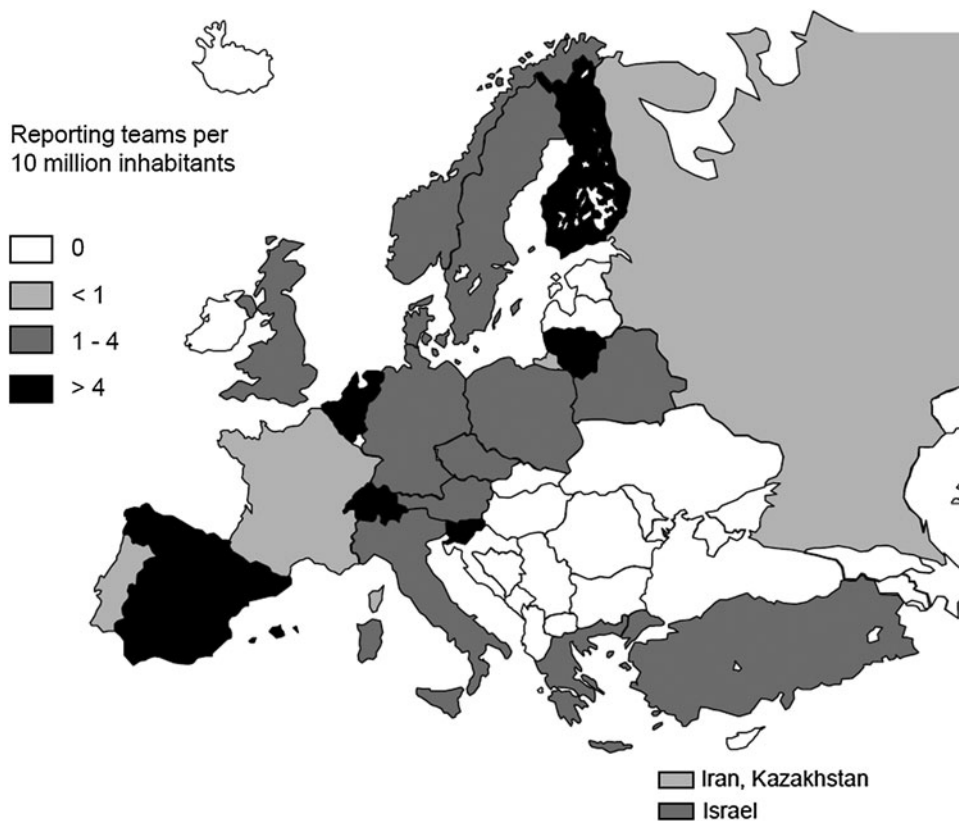 Reporting teams per
10 million inhabitants
0
< 1
1 - 4
> 4
Iran, Kazakhstan
Israel